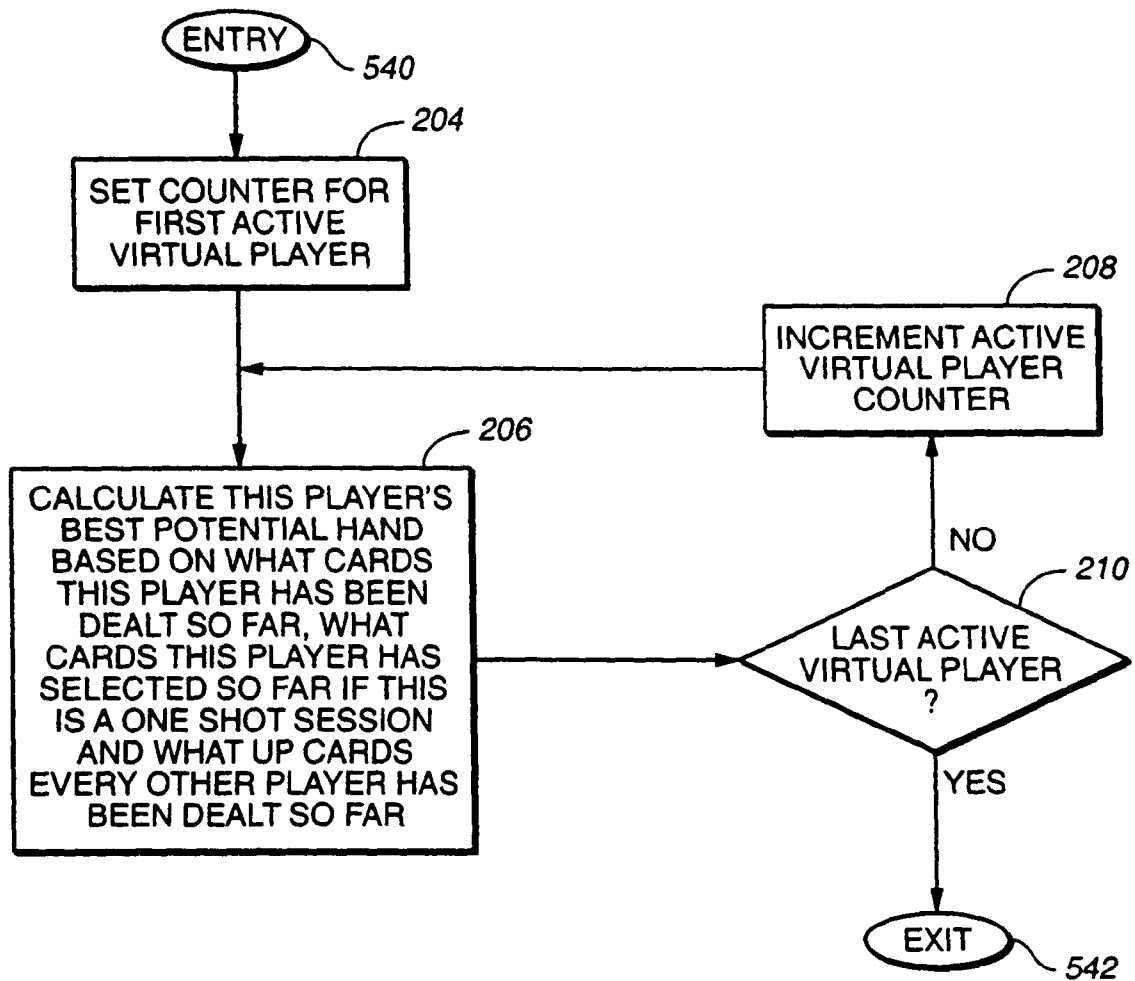 ENTRY
540
204
SET COUNTER FOR
FIRST ACTIVE
VIRTUAL PLAYER
208
INCREMENT ACTIVE
VIRTUAL PLAYER
COUNTER
206
CALCULATE THIS PLAYER'S
BEST POTENTIAL HAND
BASED ON WHAT CARDS
THIS PLAYER HAS BEEN
DEALT SO FAR, WHAT
CARDS THIS PLAYER HAS
SELECTED SO FAR IF THIS
IS A ONE SHOT SESSION
AND WHAT UP CARDS
EVERY OTHER PLAYER HAS
BEEN DEALT SO FAR
NO
210
LAST ACTIVE
VIRTUAL PLAYER
?
YES
EXIT
542